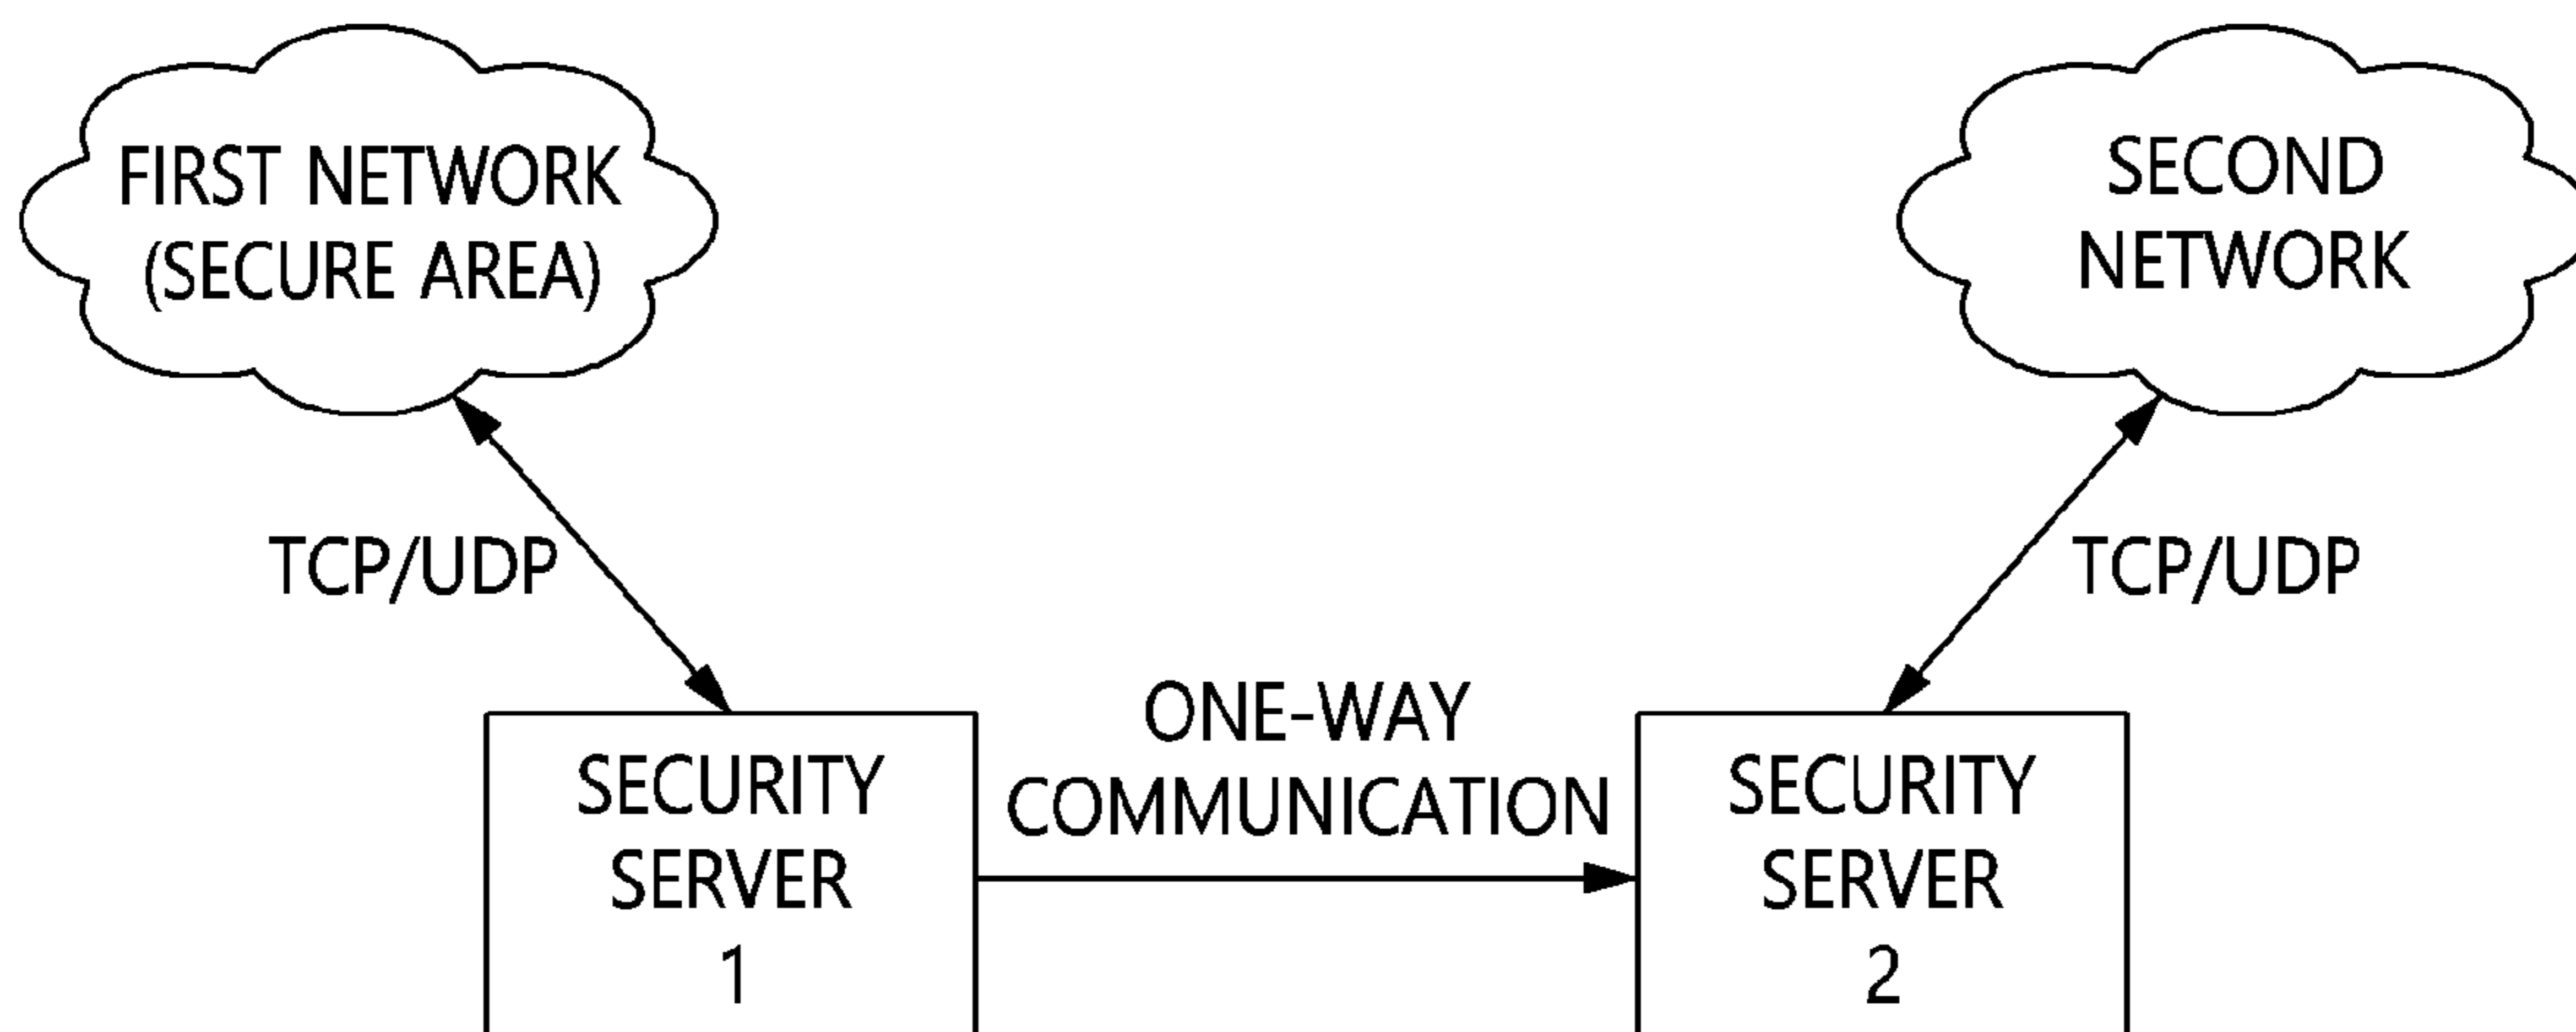 FIRST NETWORK
(SECURE AREA)
SECOND
NETWORK
TCP/UDP
TCP/UDP
ONE-WAY
COMMUNICATION
SECURITY
SERVER
1
SECURITY
SERVER
2